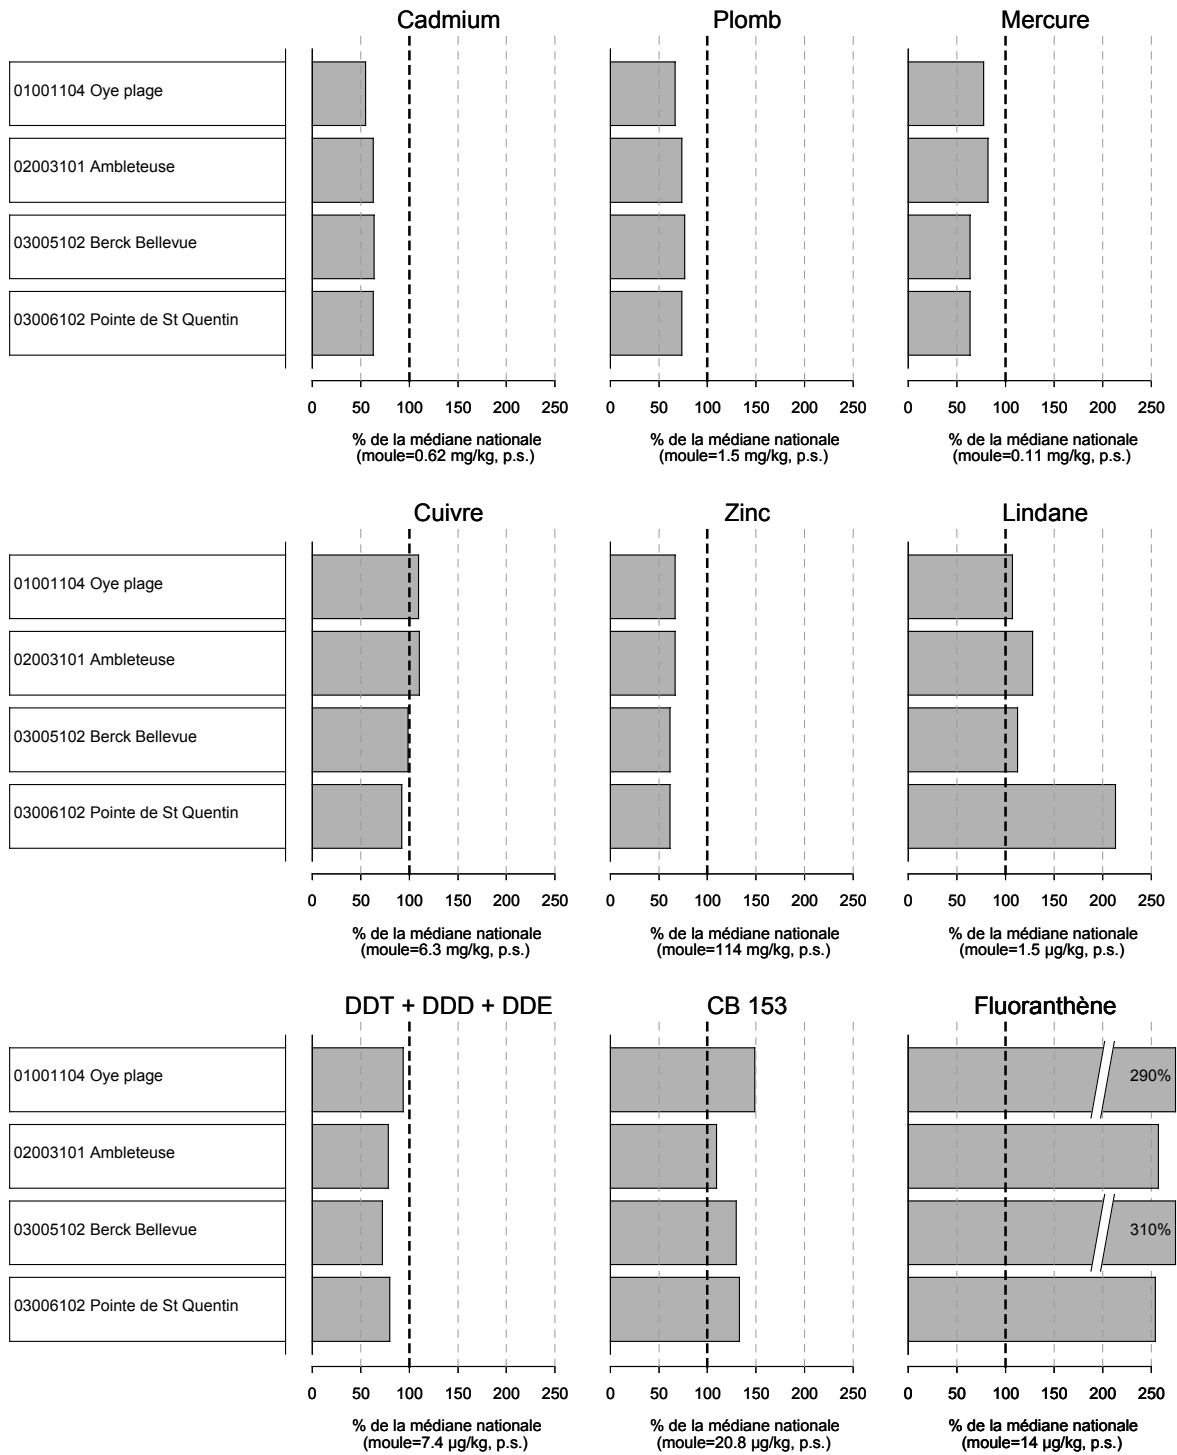 Cadmium Plomb Mercure
01001104 Oye plage
02003101 Ambleteuse
03005102 Berck Bellevue
03006102 Pointe de St Quentin
0 50 100 150 200 250 0 50 100 150 200 250 0 50 100 150 200 250
% de la médiane nationale % de la médiane nationale % de la médiane nationale
(moule=0.62 mg/kg, p.s.) (moule=1.5 mg/kg, p.s.) (moule=0.11 mg/kg, p.s.)
Cuivre Zinc Lindane
01001104 Oye plage
02003101 Ambleteuse
03005102 Berck Bellevue
03006102 Pointe de St Quentin
0 50 100 150 200 250 0 50 100 150 200 250 0 50 100 150 200 250
% de la médiane nationale % de la médiane nationale % de la médiane nationale
(moule=6.3 mg/kg, p.s.) (moule=114 mg/kg, p.s.) (moule=1.5 µg/kg, p.s.)
DDT + DDD + DDE CB 153 Fluoranthène
01001104 Oye plage 290%
02003101 Ambleteuse
03005102 Berck Bellevue 310%
03006102 Pointe de St Quentin
0 50 100 150 200 250 0 50 100 150 200 250 0 50 100 150 200 250
% de la médiane nationale % de la médiane nationale % de la médiane nationale
(moule=7.4 µg/kg, p.s.) (moule=20.8 µg/kg, p.s.) (moule=14 µg/kg, p.s.)